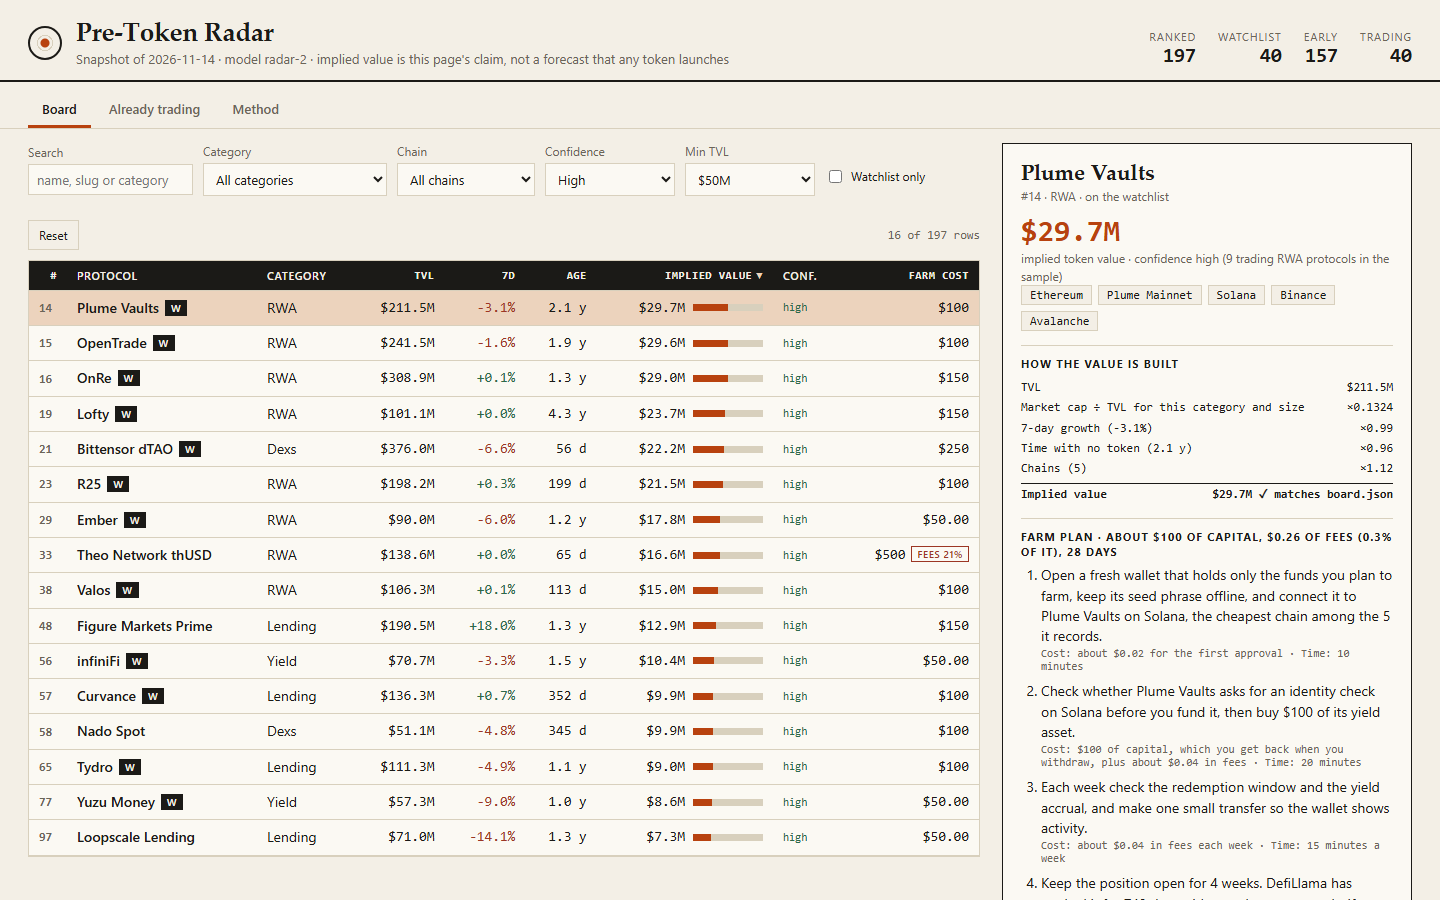 Pre-Token Radar
Snapshot of 2026-11-14 · model radar-2 · implied value is this page's claim, not a forecast that any token launches
RANKED WATCHLIST EARLY TRADING
197 40 157 40
Board Already trading Method
Search Category Chain Confidence Min TVL
name, slug or category All categories All chains High $50M Watchlist only
Reset 16 of 197 rows
# PROTOCOL CATEGORY TVL 7D AGE IMPLIED VALUE ▼ CONF. FARM COST
14 Plume Vaults W RWA $211.5M -3.1% 2.1 y $29.7M high $100
15 OpenTrade W RWA $241.5M -1.6% 1.9 y $29.6M high $100
16 OnRe W RWA $308.9M +0.1% 1.3 y $29.0M high $150
19 Lofty W RWA $101.1M +0.0% 4.3 y $23.7M high $150
21 Bittensor dTAO W Dexs $376.0M -6.6% 56 d $22.2M high $250
23 R25 W RWA $198.2M +0.3% 199 d $21.5M high $100
29 Ember W RWA $90.0M -6.0% 1.2 y $17.8M high $50.00
33 Theo Network thUSD RWA $138.6M +0.0% 65 d $16.6M high $500 FEES 21%
38 Valos W RWA $106.3M +0.1% 113 d $15.0M high $100
48 Figure Markets Prime Lending $190.5M +18.0% 1.3 y $12.9M high $150
56 infiniFi W Yield $70.7M -3.3% 1.5 y $10.4M high $50.00
57 Curvance W Lending $136.3M +0.7% 352 d $9.9M high $100
58 Nado Spot Dexs $51.1M -4.8% 345 d $9.9M high $100
65 Tydro W Lending $111.3M -4.9% 1.1 y $9.0M high $100
77 Yuzu Money W Yield $57.3M -9.0% 1.0 y $8.6M high $50.00
97 Loopscale Lending Lending $71.0M -14.1% 1.3 y $7.3M high $50.00
Plume Vaults
#14 · RWA · on the watchlist
$29.7M
implied token value · confidence high (9 trading RWA protocols in the
sample)
Ethereum Plume Mainnet Solana Binance
Avalanche
HOW THE VALUE IS BUILT
TVL $211.5M
Market cap ÷ TVL for this category and size ×0.1324
7-day growth (-3.1%) ×0.99
Time with no token (2.1 y) ×0.96
Chains (5) ×1.12
Implied value $29.7M ✓ matches board.json
FARM PLAN · ABOUT $100 OF CAPITAL, $0.26 OF FEES (0.3%
OF IT), 28 DAYS
1. Open a fresh wallet that holds only the funds you plan to
farm, keep its seed phrase offline, and connect it to
Plume Vaults on Solana, the cheapest chain among the 5
it records.
Cost: about $0.02 for the first approval · Time: 10
minutes
2. Check whether Plume Vaults asks for an identity check
on Solana before you fund it, then buy $100 of its yield
asset.
Cost: $100 of capital, which you get back when you
withdraw, plus about $0.04 in fees · Time: 20 minutes
3. Each week check the redemption window and the yield
accrual, and make one small transfer so the wallet shows
activity.
Cost: about $0.04 in fees each week · Time: 15 minutes a
week
4. Keep the position open for 4 weeks. DefiLlama has